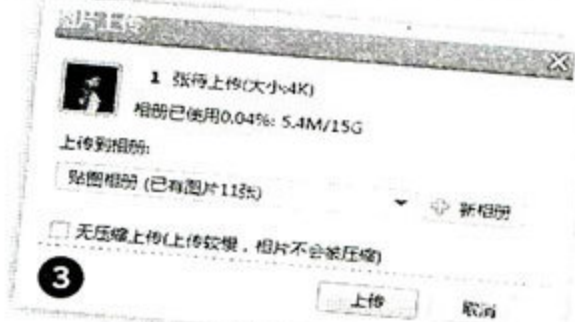 图片上传
1 张待上传(大小:4K)
相册已使用0.04%: 5.4M/15G
上传到相册:
贴图相册 (已有图片11张)
新相册
无压缩上传(上传较慢，相片不会被压缩)
3
上传
取消